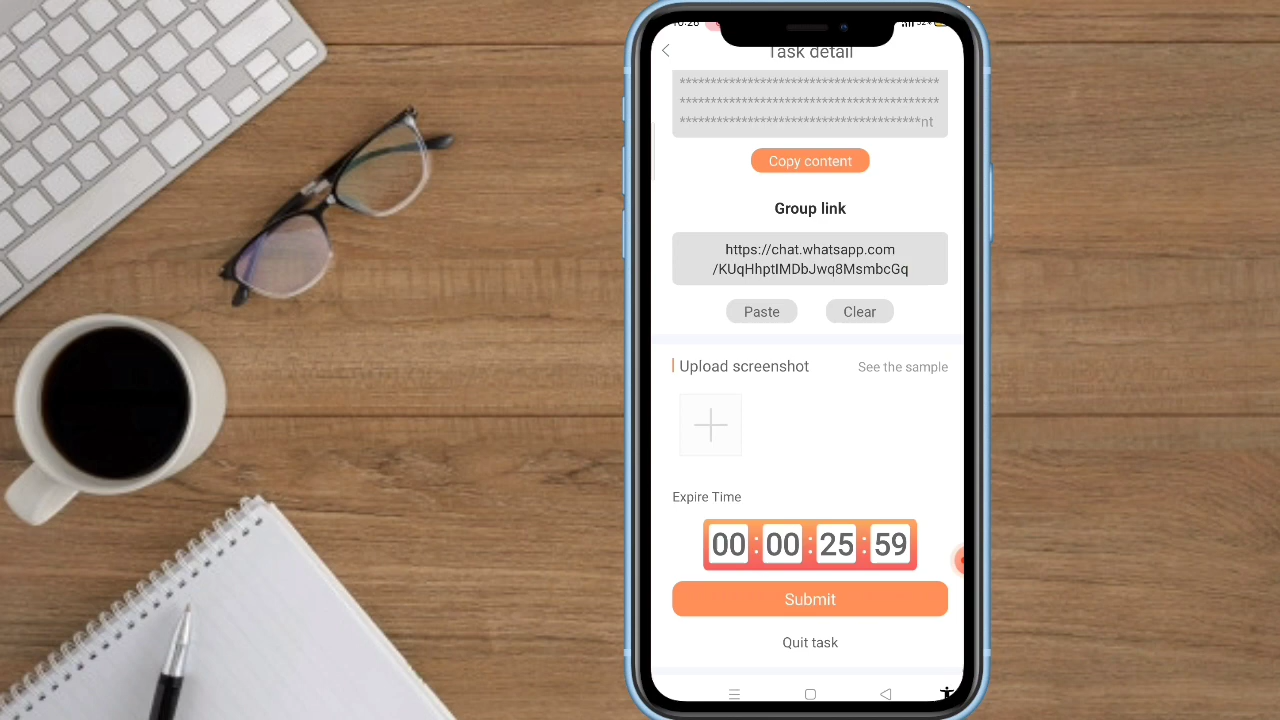 Task detail
nt
Copy content
Group link
https://chat.whatsapp.com
/KUqHhptIMDbJwq8MsmbcGq
Paste
Clear
Upload screenshot
See the sample
Expire Time
00 : 00 : 25 : 59
Submit
Quit task